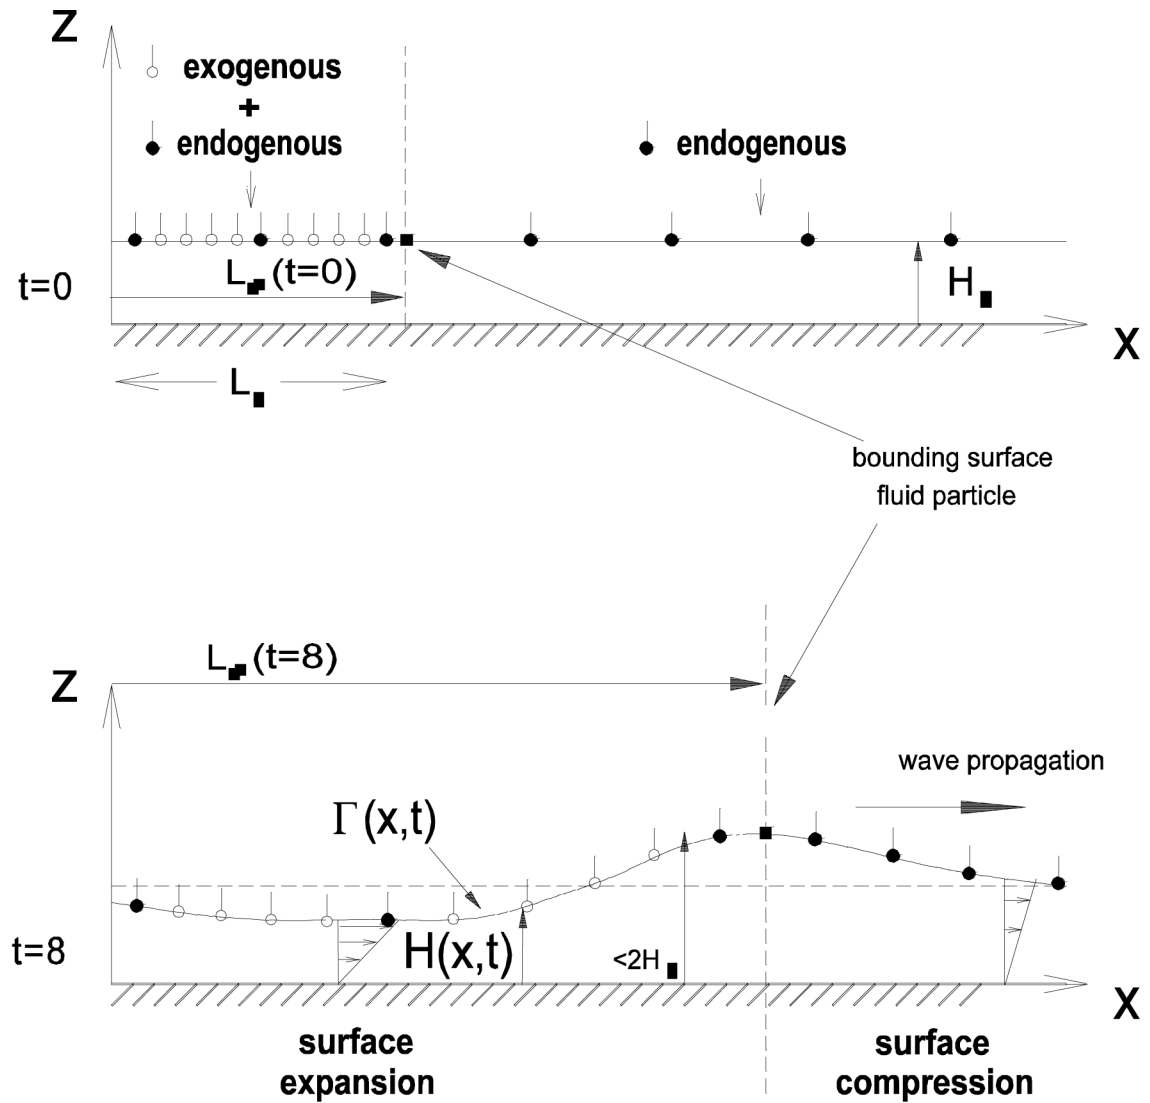 Z
exogenous
+
endogenous
endogenous
L (t=0)
H
t=0
X
L
bounding surface
fluid particle
L (t=8)
Z
wave propagation
Γ(x,t)
H(x,t)
<2H
t=8
X
surface
expansion
surface
compression